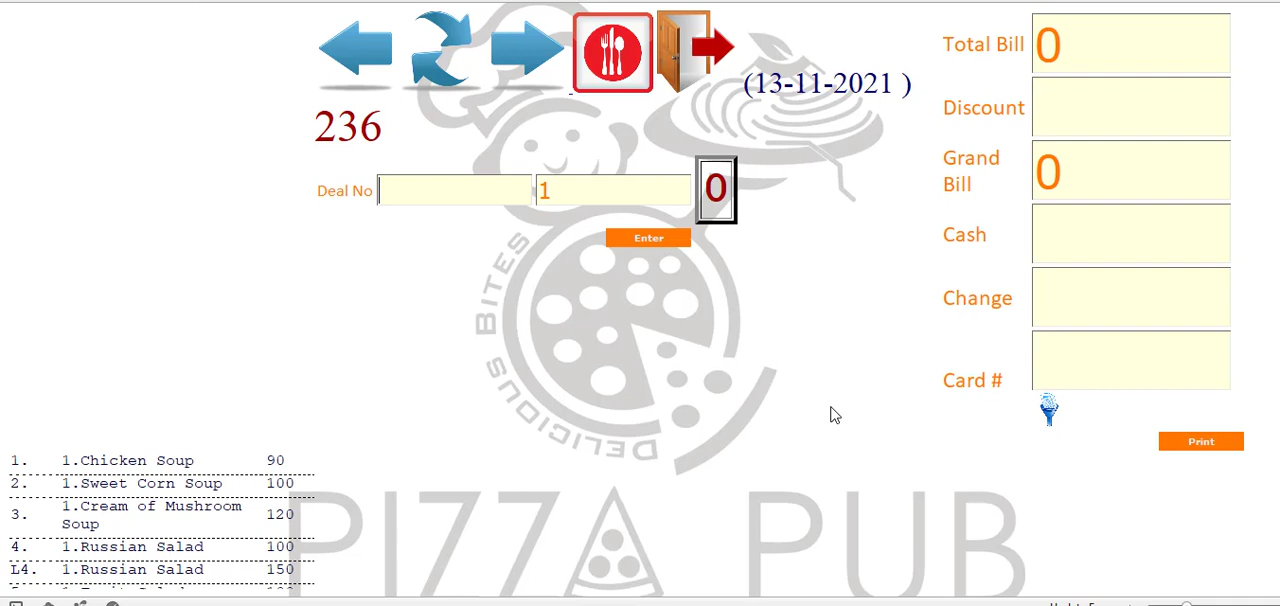 (13-11-2021 )
236
Deal No
1
0
Enter
Total Bill 0
Discount
Grand
Bill
0
Cash
Change
Card #
Print
DELICIOUS BITES
PIZZA PUB
1. 1.Chicken Soup 90
2. 1.Sweet Corn Soup 100
3. 1.Cream of Mushroom
Soup
120
4. 1.Russian Salad 100
L4. 1.Russian Salad 150